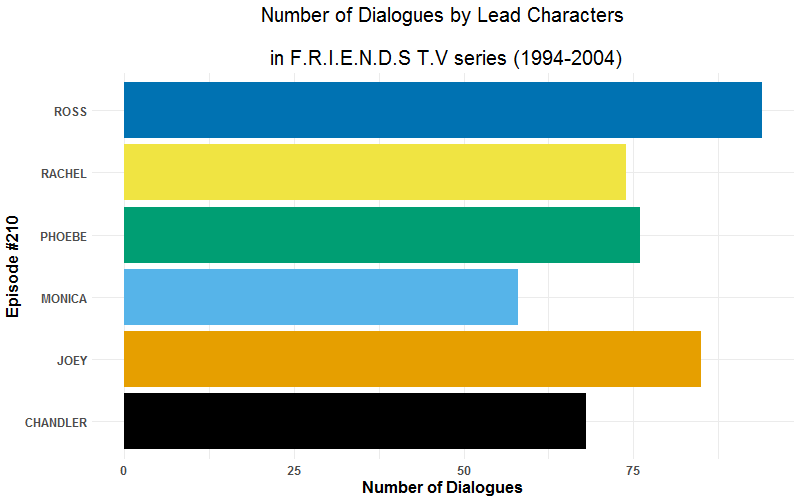 Number of Dialogues by Lead Characters
in F.R.I.E.N.D.S T.V series (1994-2004)
Episode #210
ROSS
RACHEL
PHOEBE
MONICA
JOEY
CHANDLER
0 25 50 75
Number of Dialogues